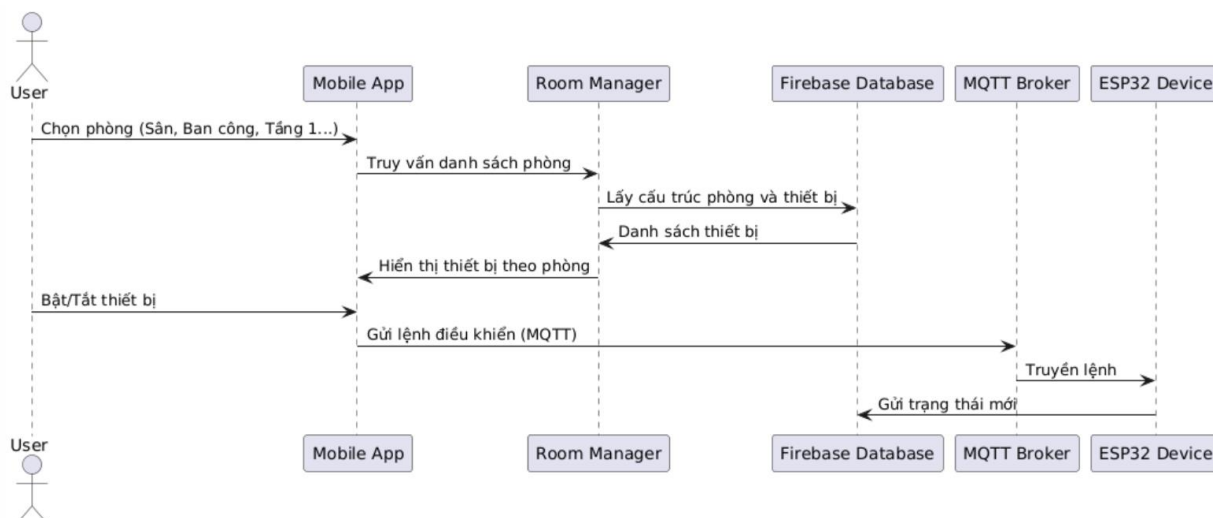 User
Mobile App
Room Manager
Firebase Database
MQTT Broker
ESP32 Device
Chọn phòng (Sân, Ban công, Tầng 1...)
Truy vấn danh sách phòng
Lấy cấu trúc phòng và thiết bị
Danh sách thiết bị
Hiển thị thiết bị theo phòng
Bật/Tắt thiết bị
Gửi lệnh điều khiển (MQTT)
Truyền lệnh
Gửi trạng thái mới
User
Mobile App
Room Manager
Firebase Database
MQTT Broker
ESP32 Device